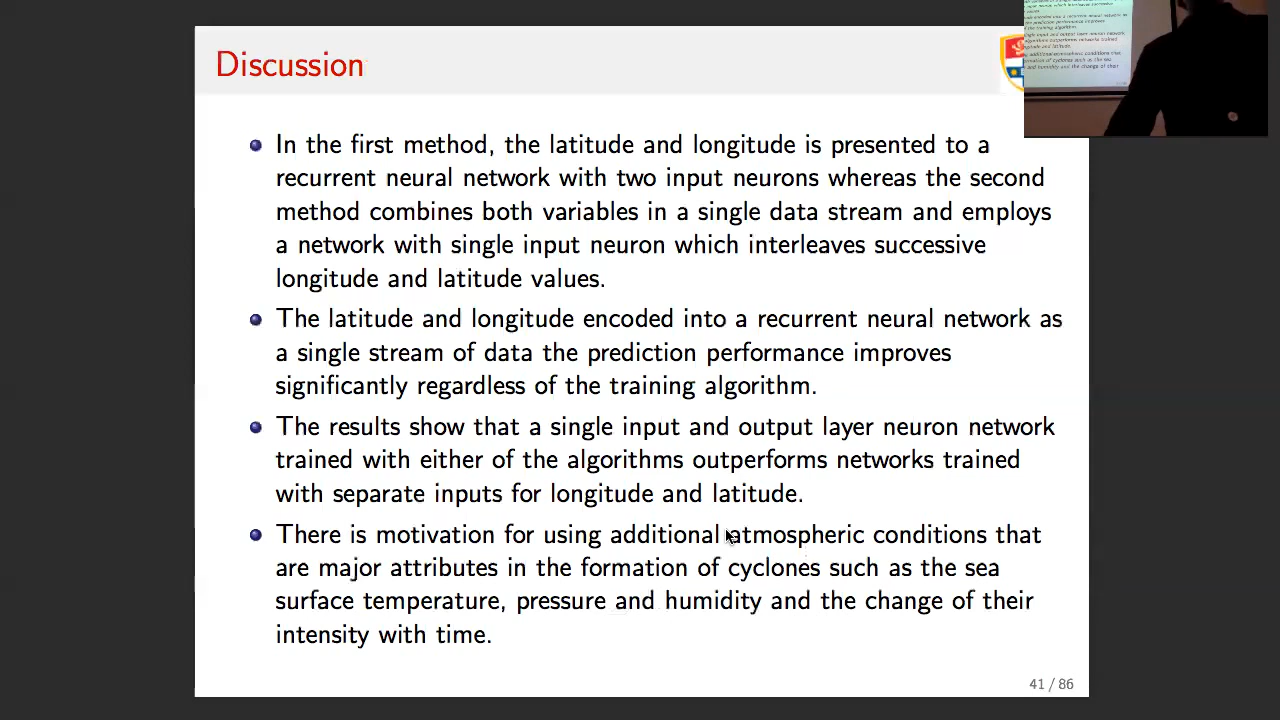 Discussion
In the first method, the latitude and longitude is presented to a
recurrent neural network with two input neurons whereas the second
method combines both variables in a single data stream and employs
a network with single input neuron which interleaves successive
longitude and latitude values.
The latitude and longitude encoded into a recurrent neural network as
a single stream of data the prediction performance improves
significantly regardless of the training algorithm.
The results show that a single input and output layer neuron network
trained with either of the algorithms outperforms networks trained
with separate inputs for longitude and latitude.
There is motivation for using additional atmospheric conditions that
are major attributes in the formation of cyclones such as the sea
surface temperature, pressure and humidity and the change of their
intensity with time.
41 / 86